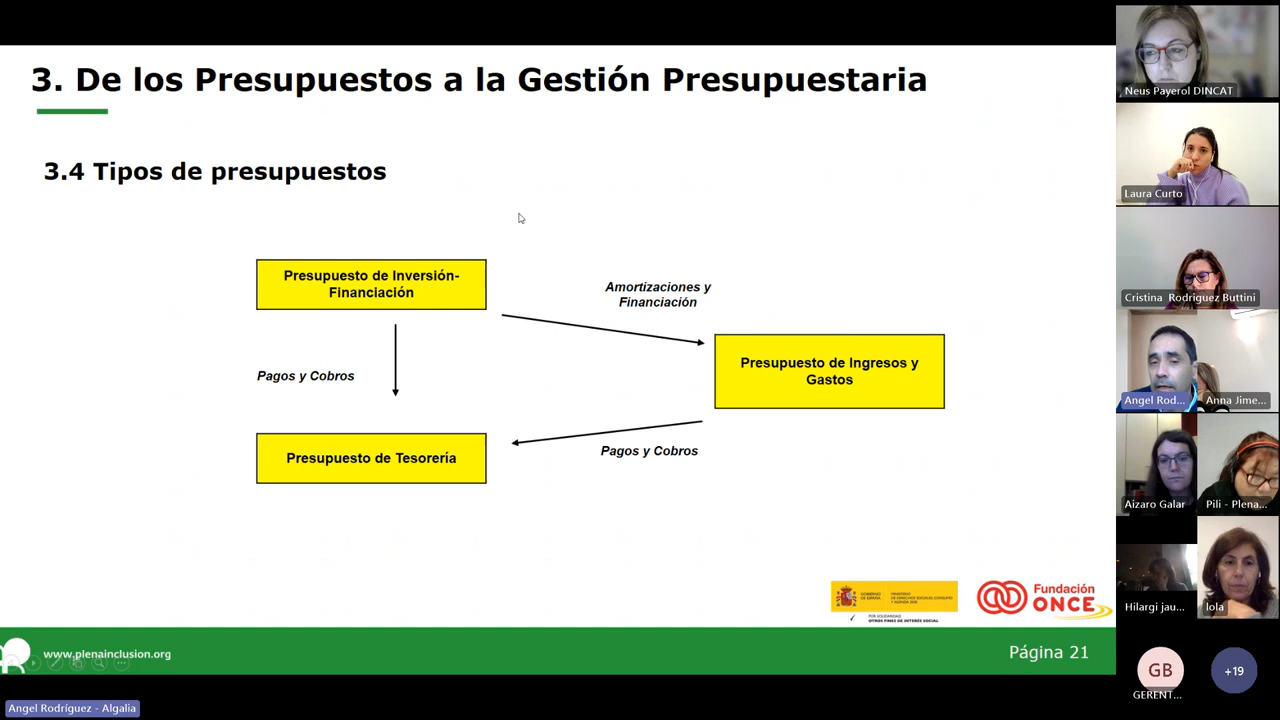 3. De los Presupuestos a la Gestión Presupuestaria
3.4 Tipos de presupuestos
Presupuesto de Inversión-
Financiación
Amortizaciones y
Financiación
Presupuesto de Ingresos y
Gastos
Pagos y Cobros
Presupuesto de Tesorería
Pagos y Cobros
GOBIERNO
DE ESPAÑA
MINISTERIO
DE DERECHOS SOCIALES, CONSUMO
Y AGENDA 2030
POR SOLIDARIDAD
OTROS FINES DE INTERÉS SOCIAL
Fundación
ONCE
www.plenainclusion.org
Página 21
Angel Rodríguez - Algalia
Neus Payerol DINCAT
Laura Curto
Cristina Rodriguez Buttini
Angel Rod...
Anna Jime...
Aizaro Galar
Pili - Plena...
Hilargi jau...
lola
GB
GERENT...
+19